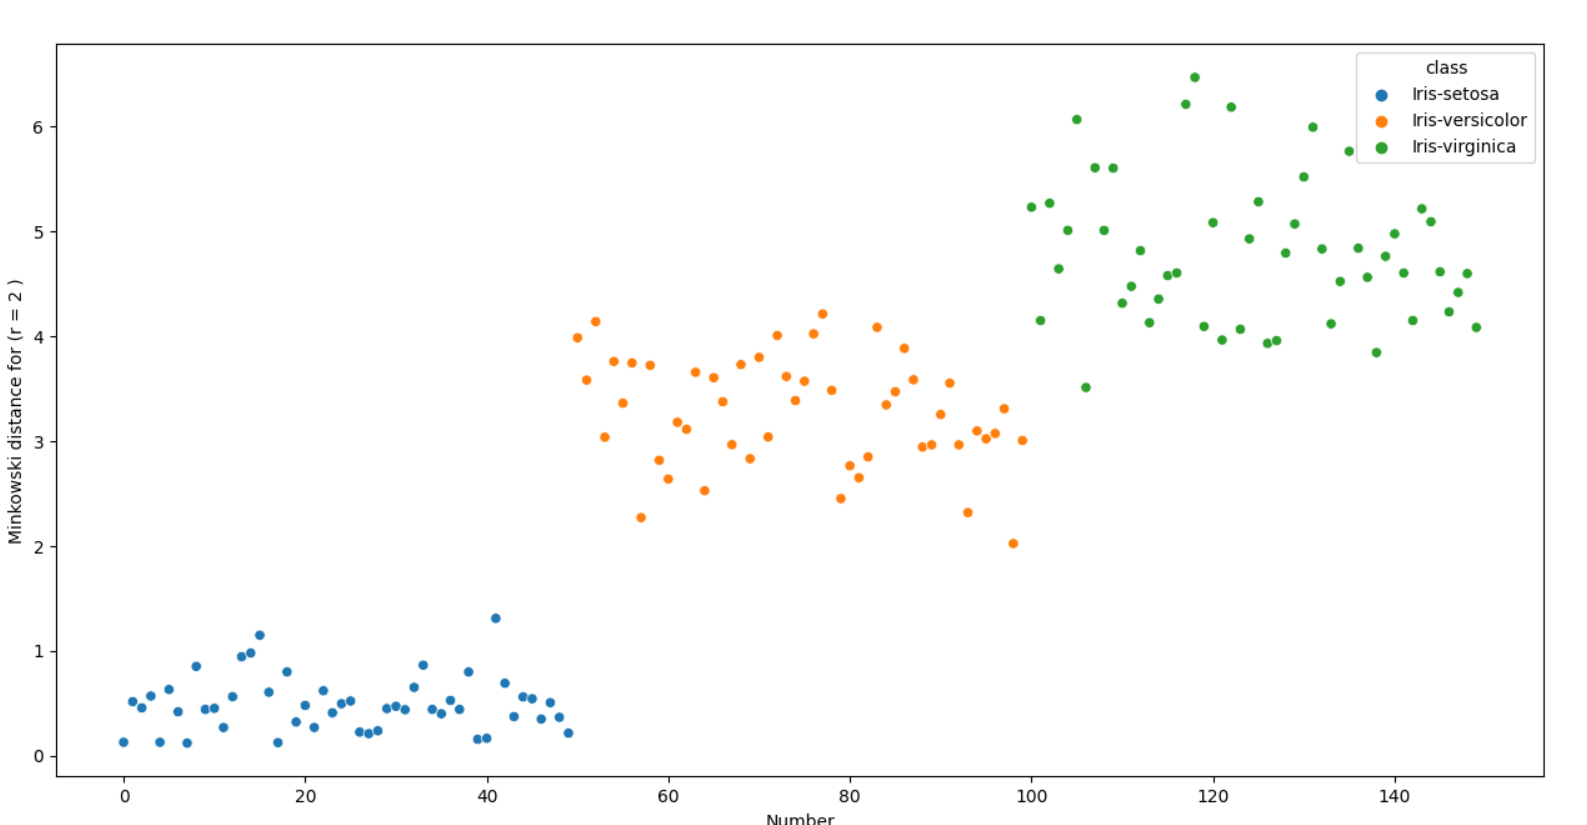 class
Iris-setosa
Iris-versicolor
Iris-virginica
Minkowski distance for (r = 2 )
6
5
4
3
2
1
0
0 20 40 60 80 100 120 140
Number